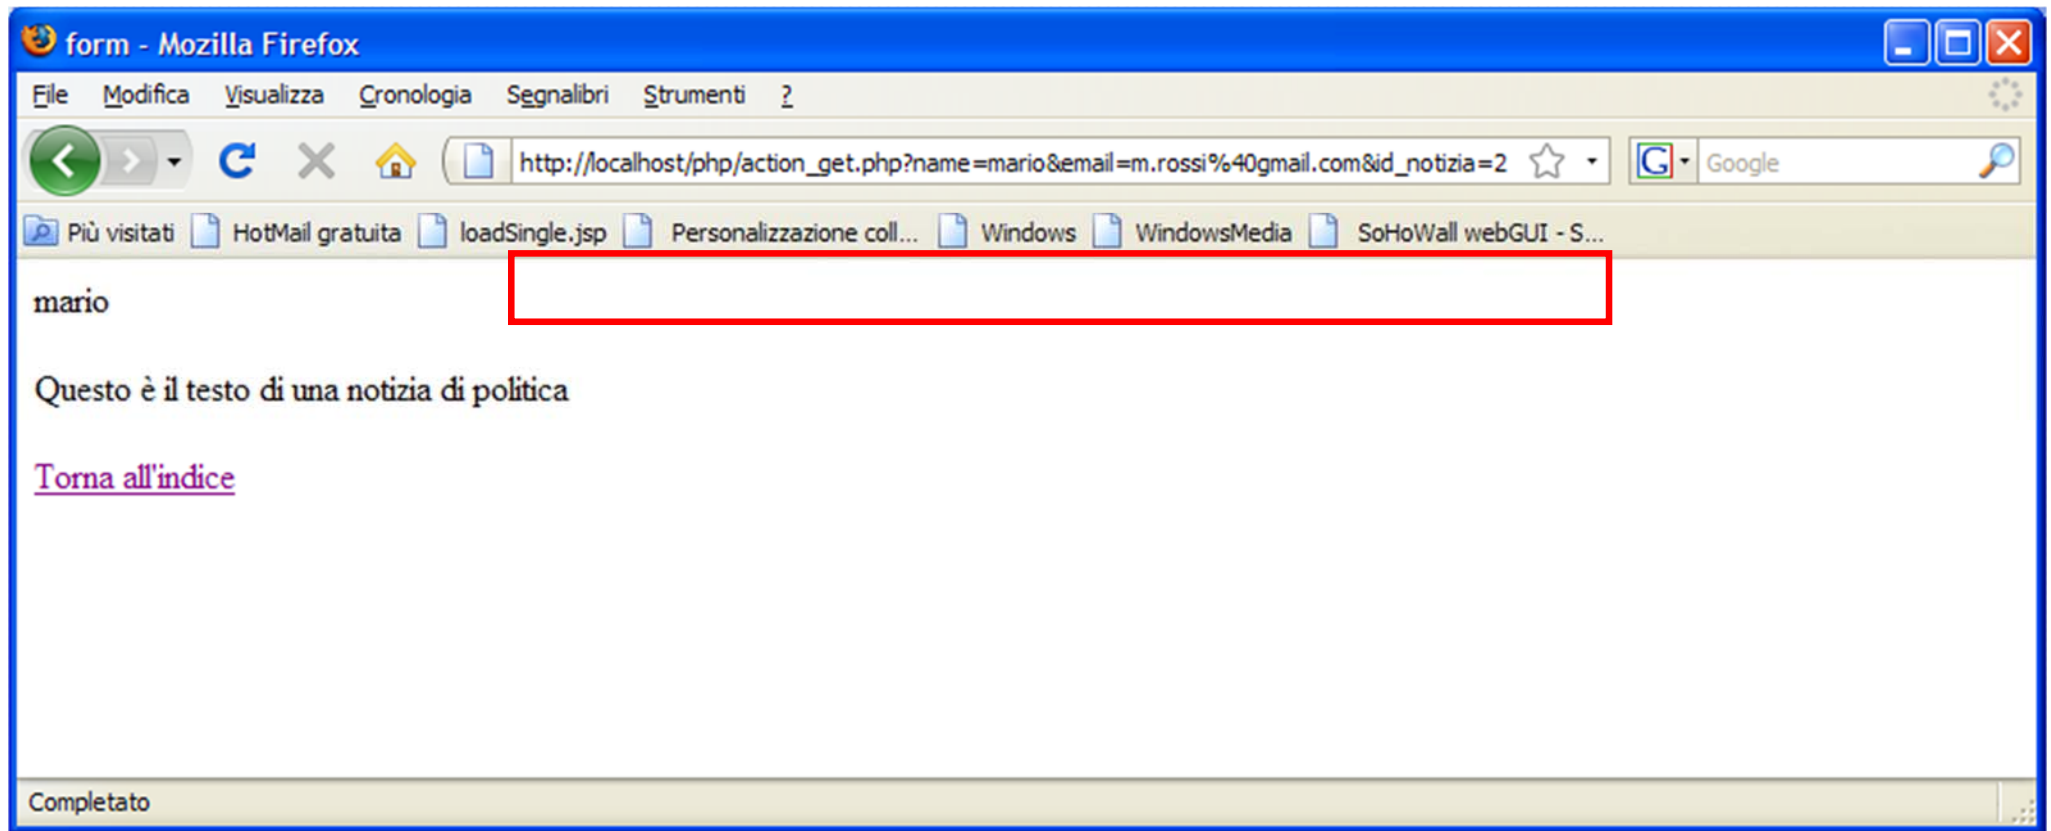 form - Mozilla Firefox
File Modifica Visualizza Cronologia Segnalibri Strumenti ?
http://localhost/php/action_get.php?name=mario&email=m.rossi%40gmail.com&id_notizia=2 G Google
Più visitati HotMail gratuita loadSingle.jsp Personalizzazione coll... Windows WindowsMedia SoHoWall webGUI - S...
mario
Questo è il testo di una notizia di politica
Torna all'indice
Completato